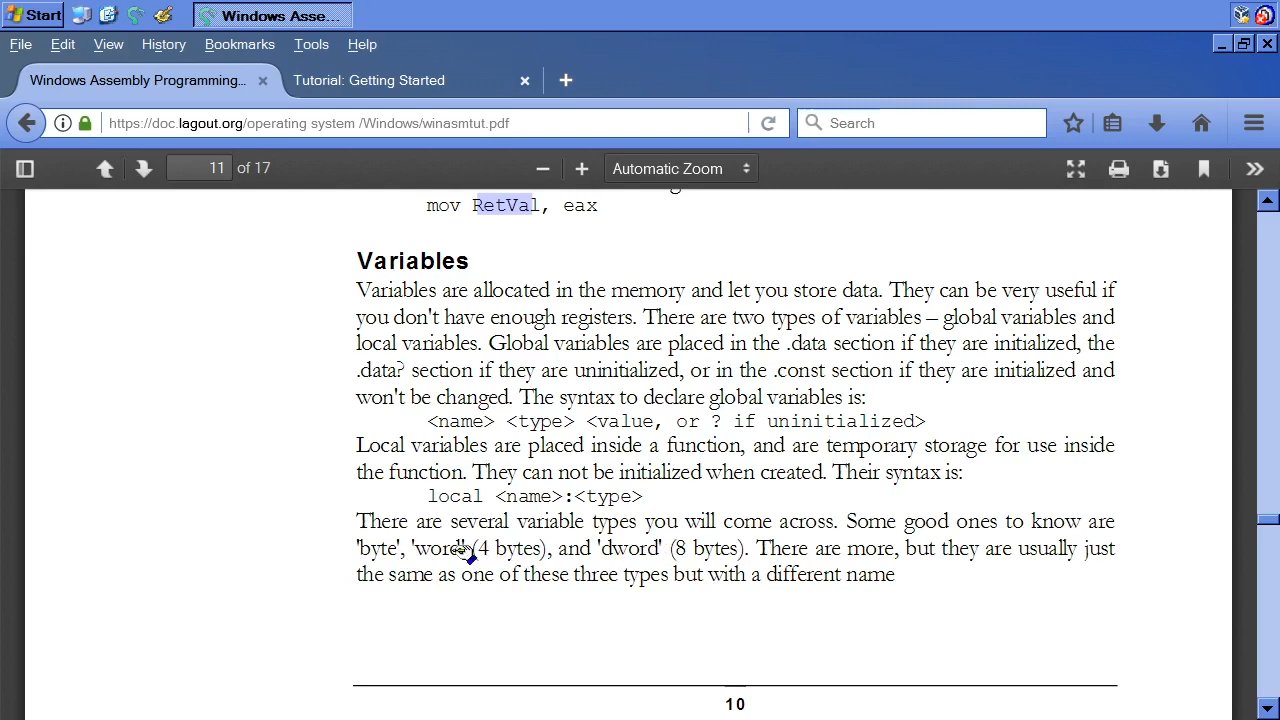 Start
Windows Asse...
File Edit View History Bookmarks Tools Help
Windows Assembly Programming...
Tutorial: Getting Started
https://doc.lagout.org/operating system /Windows/winasmtut.pdf
Search
11 of 17
Automatic Zoom
mov RetVal, eax
Variables
Variables are allocated in the memory and let you store data. They can be very useful if
you don't have enough registers. There are two types of variables – global variables and
local variables. Global variables are placed in the .data section if they are initialized, the
.data? section if they are uninitialized, or in the .const section if they are initialized and
won't be changed. The syntax to declare global variables is:
<name> <type> <value, or ? if uninitialized>
Local variables are placed inside a function, and are temporary storage for use inside
the function. They can not be initialized when created. Their syntax is:
local <name>:<type>
There are several variable types you will come across. Some good ones to know are
'byte', 'word' (4 bytes), and 'dword' (8 bytes). There are more, but they are usually just
the same as one of these three types but with a different name
10